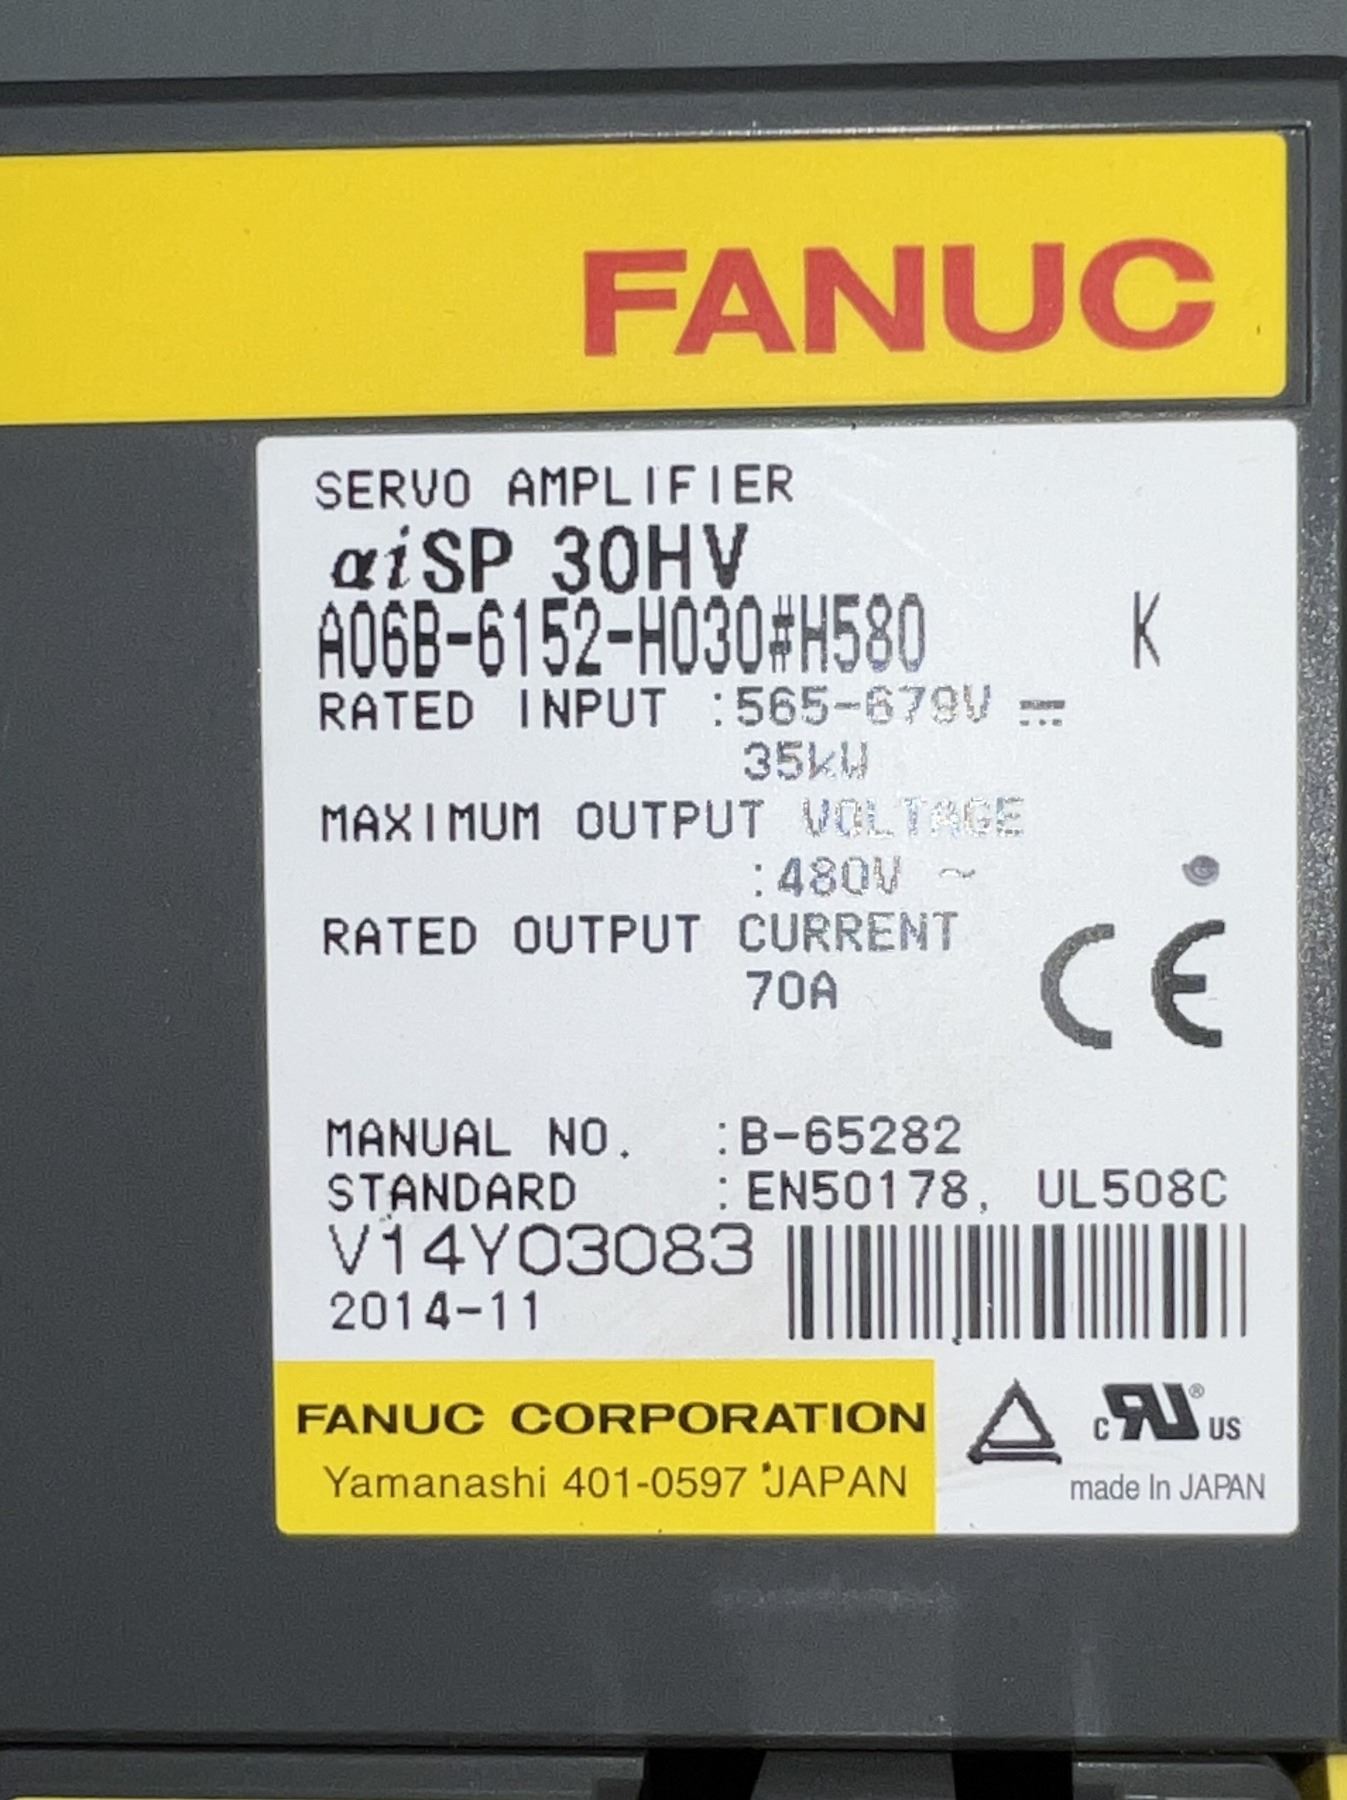 FANUC
SERVO AMPLIFIER
αiSP 30HV
A06B-6152-H030#H580 K
RATED INPUT :565-679V ⎓
35kW
MAXIMUM OUTPUT VOLTAGE
:480V ~
RATED OUTPUT CURRENT
70A
CE
MANUAL NO. :B-65282
STANDARD :EN50178, UL508C
V14Y03083
2014-11
FANUC CORPORATION
Yamanashi 401-0597 JAPAN
c RU ® US
made In JAPAN